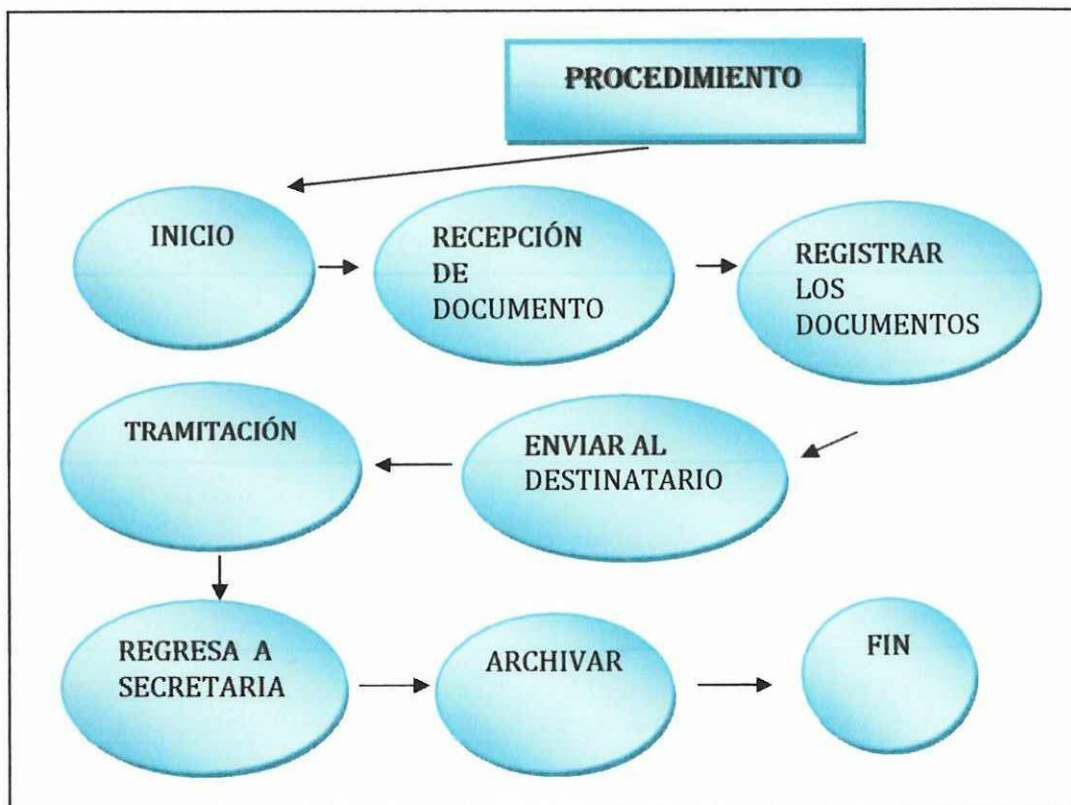 PROCEDIMIENTO
INICIO
RECEPCIÓN
DE
DOCUMENTO
REGISTRAR
LOS
DOCUMENTOS
ENVIAR AL
DESTINATARIO
TRAMITACIÓN
REGRESA A
SECRETARIA
ARCHIVAR
FIN